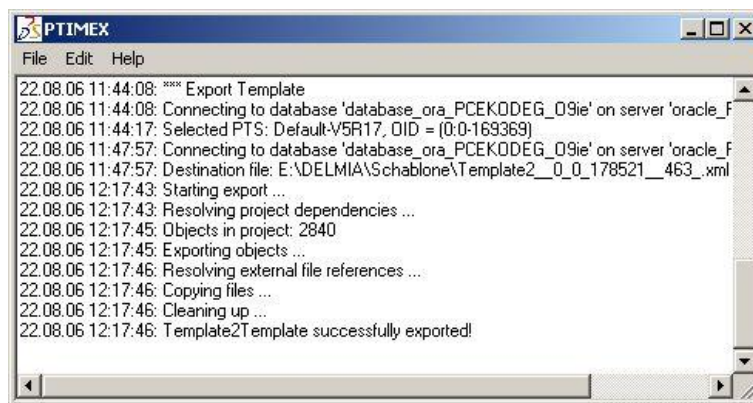 PTIMEX
File Edit Help
22.08.06 11:44:08: *** Export Template
22.08.06 11:44:08: Connecting to database 'database_ora_PCEKODEG_O9ie' on server 'oracle_F
22.08.06 11:44:17: Selected PTS: Default-V5R17, OID = (0:0-169369)
22.08.06 11:47:57: Connecting to database 'database_ora_PCEKODEG_O9ie' on server 'oracle_F
22.08.06 11:47:57: Destination file: E:\DELMIA\Schablone\Template2__0_0_178521__463_.xml
22.08.06 12:17:43: Starting export ...
22.08.06 12:17:43: Resolving project dependencies ...
22.08.06 12:17:45: Objects in project: 2840
22.08.06 12:17:45: Exporting objects ...
22.08.06 12:17:46: Resolving external file references ...
22.08.06 12:17:46: Copying files ...
22.08.06 12:17:46: Cleaning up ...
22.08.06 12:17:46: Template2Template successfully exported!